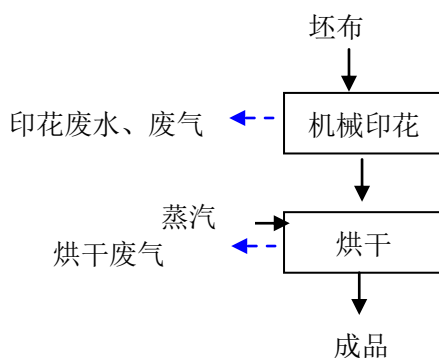 坯布
印花废水、废气
机械印花
蒸汽
烘干废气
烘干
成品